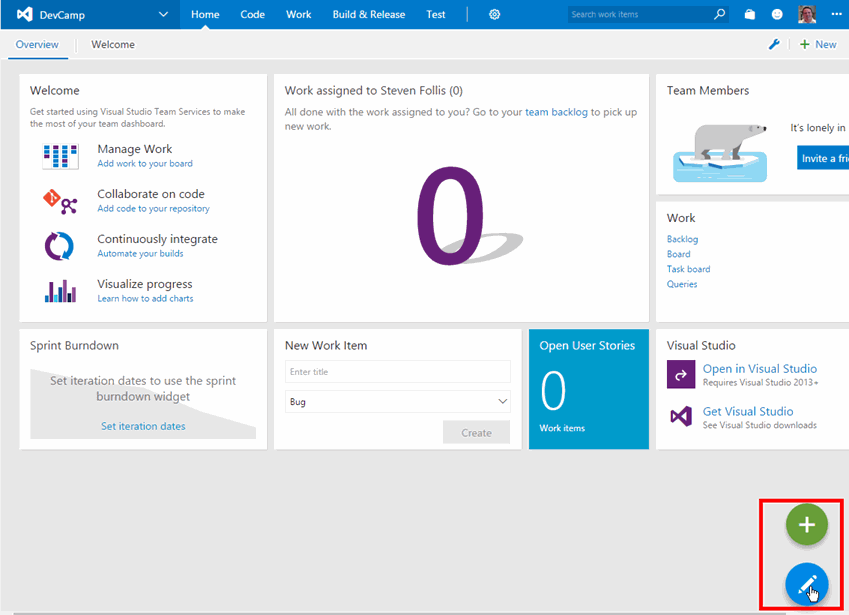 DevCamp
Home
Code
Work
Build & Release
Test
Search work items
Overview
Welcome
New
Welcome
Get started using Visual Studio Team Services to make
the most of your team dashboard.
Manage Work
Add work to your board
Collaborate on code
Add code to your repository
Continuously integrate
Automate your builds
Visualize progress
Learn how to add charts
Work assigned to Steven Follis (0)
All done with the work assigned to you? Go to your team backlog to pick up
new work.
0
Team Members
It's lonely in
Invite a frie
Work
Backlog
Board
Task board
Queries
Sprint Burndown
Set iteration dates to use the sprint
burndown widget
Set iteration dates
New Work Item
Enter title
Bug
Create
Open User Stories
0
Work items
Visual Studio
Open in Visual Studio
Requires Visual Studio 2013+
Get Visual Studio
See Visual Studio downloads